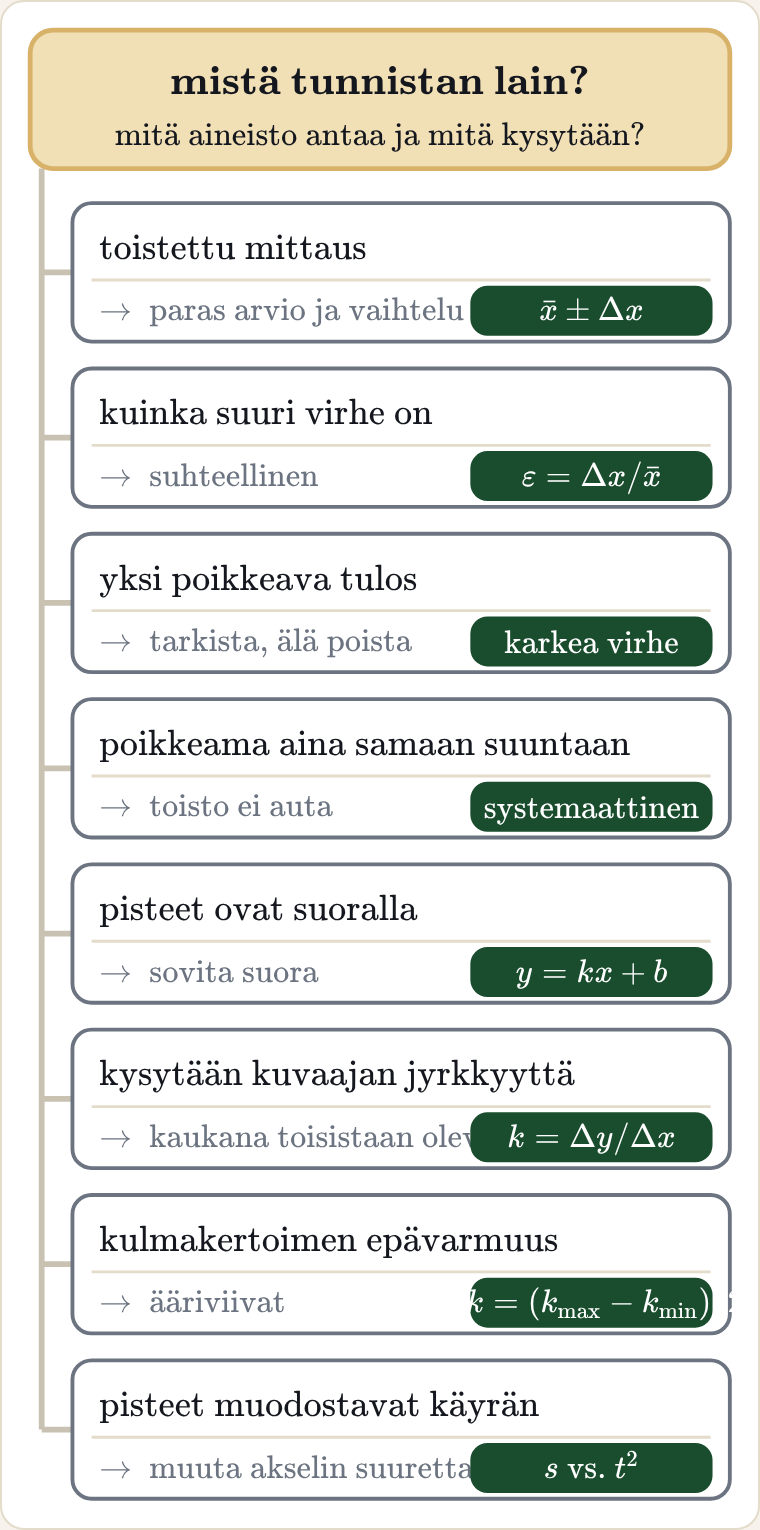 mistä tunnistan lain?
mitä aineisto antaa ja mitä kysytään?
toistettu mittaus
→ paras arvio ja vaihtelu x̄ ± Δx
kuinka suuri virhe on
→ suhteellinen ε = Δx/x̄
yksi poikkeava tulos
→ tarkista, älä poista karkea virhe
poikkeama aina samaan suuntaan
→ toisto ei auta systemaattinen
pisteet ovat suoralla
→ sovita suora y = kx + b
kysytään kuvaajan jyrkkyyttä
→ kaukana toisistaan k = Δy/Δx
kulmakertoimen epävarmuus
→ ääriviivat k = (k_max − k_min)
pisteet muodostavat käyrän
→ muuta akselin suuretta s vs. t²